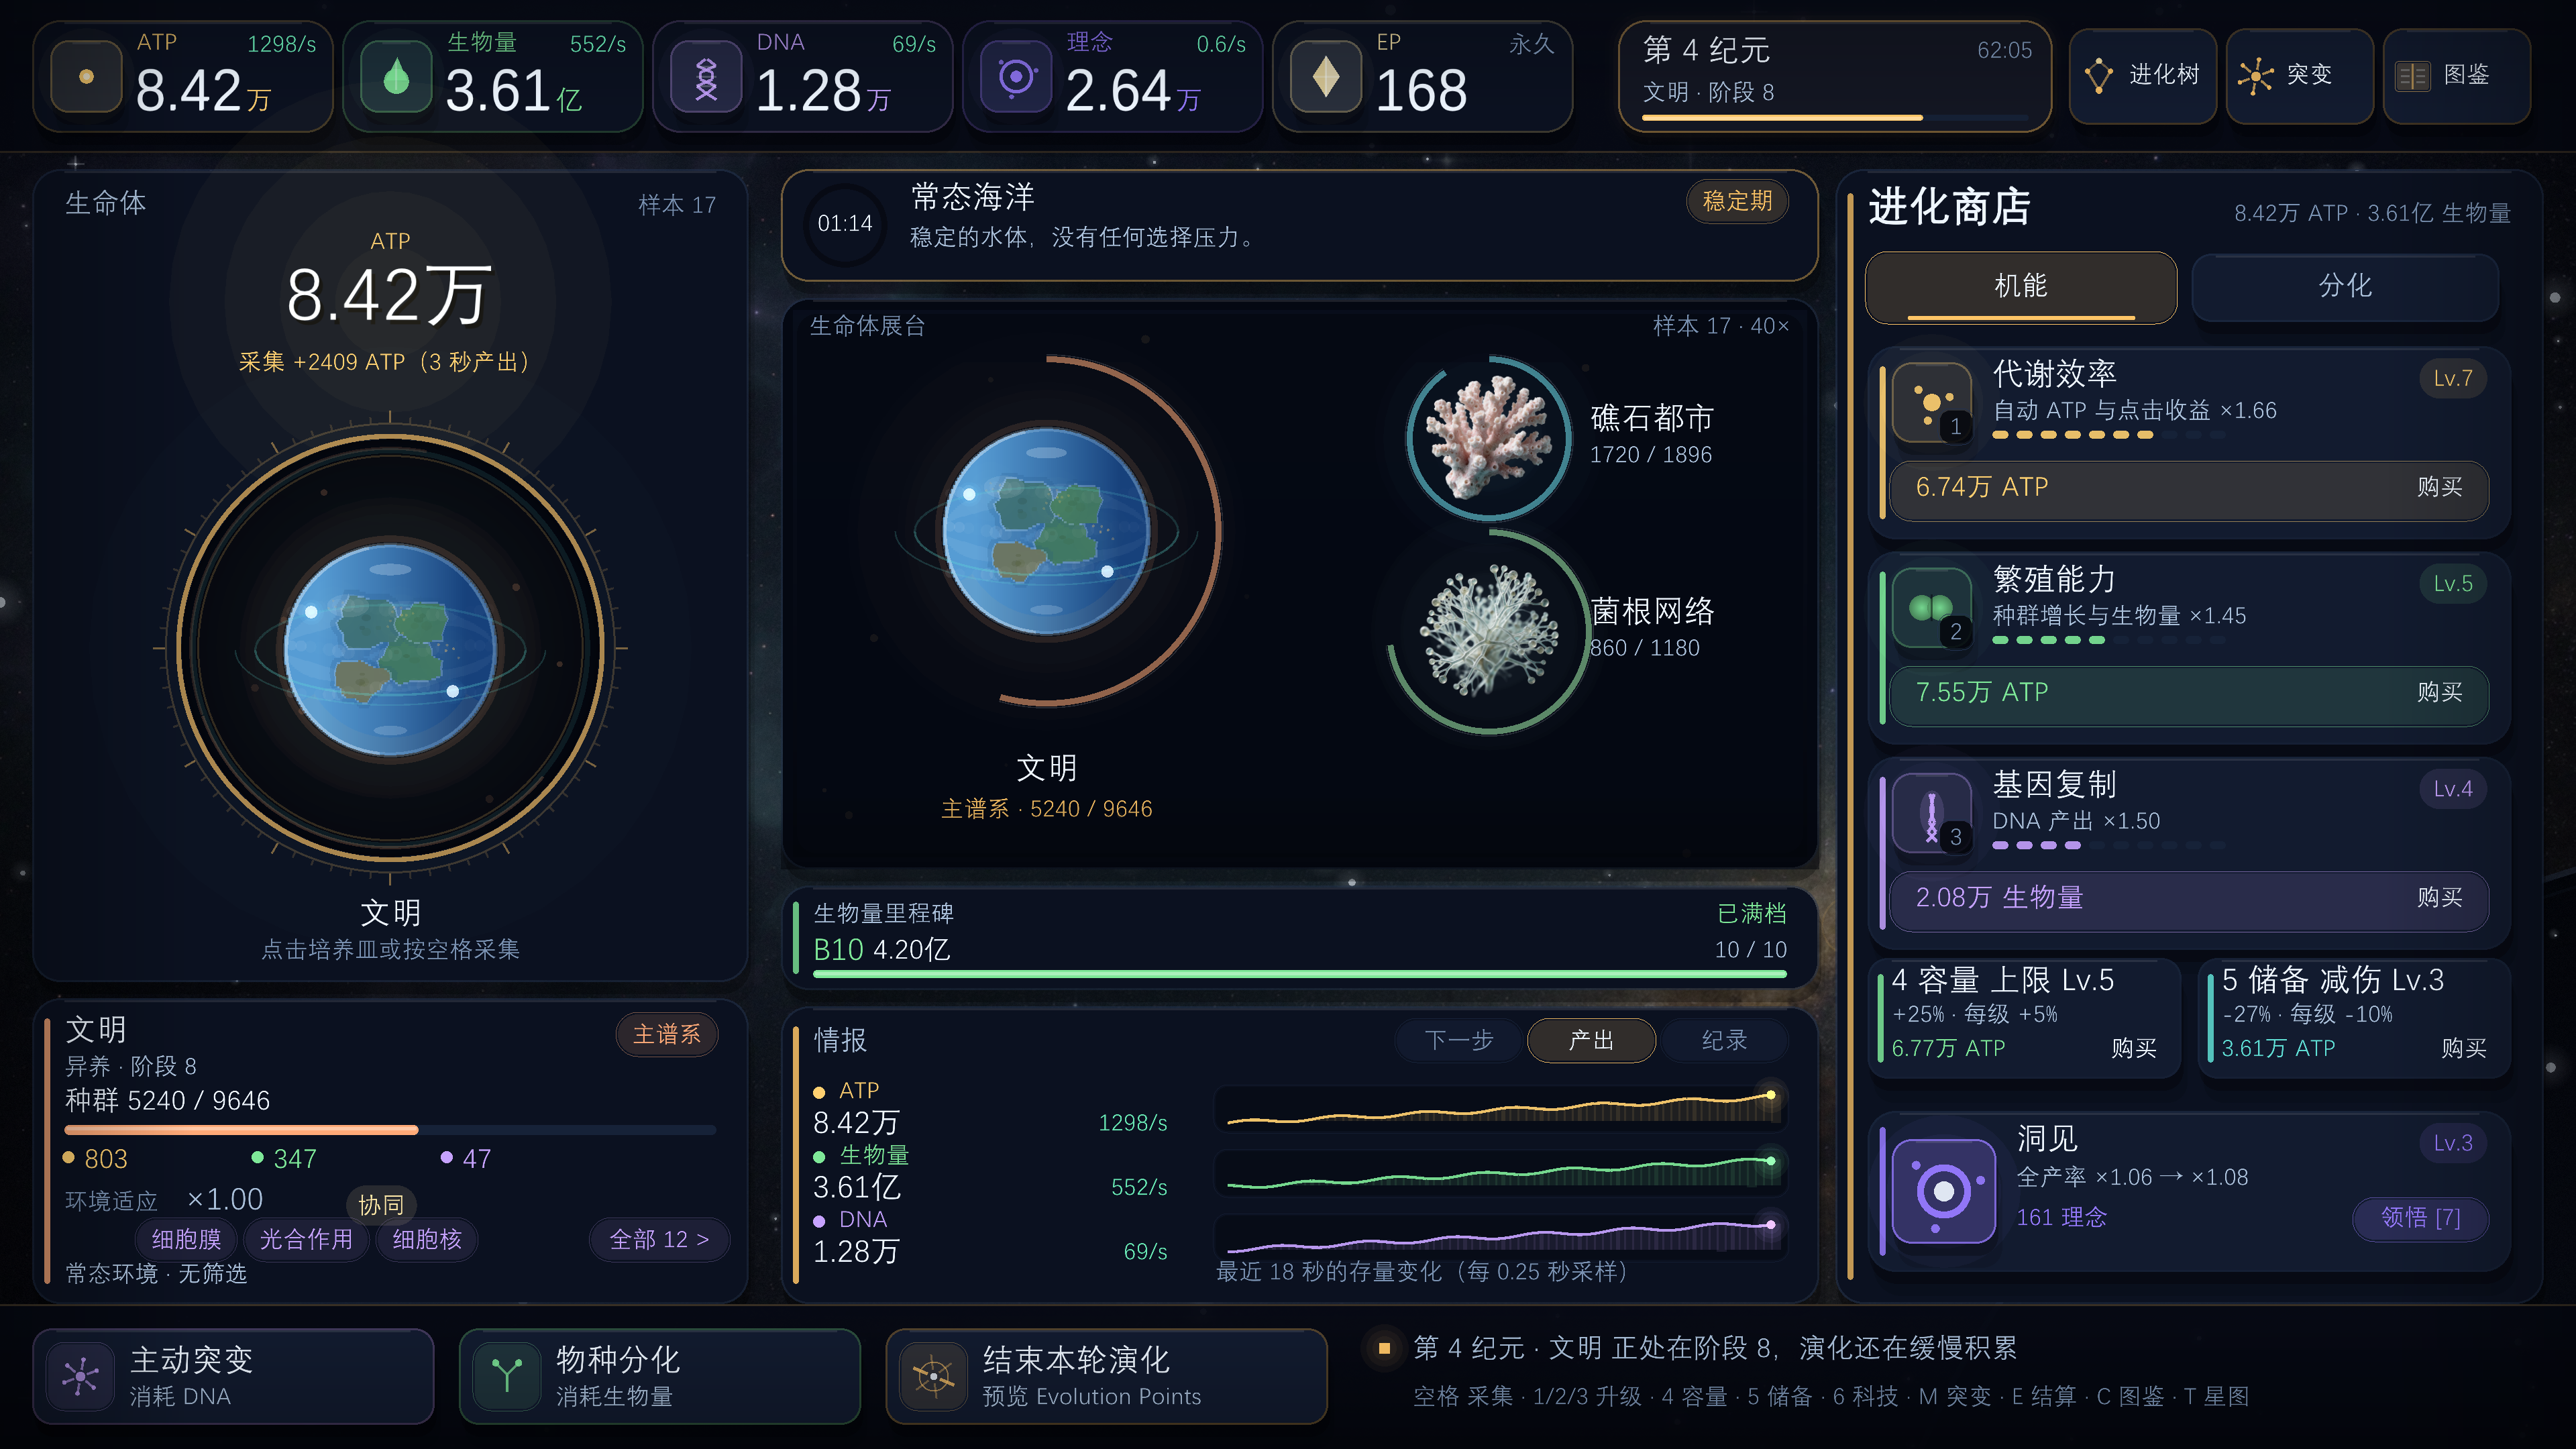 ATP 1298/s
8.42万
生物量 552/s
3.61亿
DNA 69/s
1.28万
理念 0.6/s
2.64万
EP 永久
168
第 4 纪元 62:05
文明 · 阶段 8
进化树
突变
图鉴
生命体 样本 17
ATP
8.42万
采集 +2409 ATP（3 秒产出）
文明
点击培养皿或按空格采集
文明 主谱系
异养 · 阶段 8
种群 5240 / 9646
803 347 47
环境适应 ×1.00 协同
细胞膜 光合作用 细胞核 全部 12 >
常态环境 · 无筛选
01:14
常态海洋 稳定期
稳定的水体，没有任何选择压力。
生命体展台 样本 17 · 40×
礁石都市
1720 / 1896
菌根网络
860 / 1180
文明
主谱系 · 5240 / 9646
生物量里程碑 已满档
B10 4.20亿 10 / 10
情报 下一步 产出 纪录
ATP
8.42万 1298/s
生物量
3.61亿 552/s
DNA
1.28万 69/s
最近 18 秒的存量变化（每 0.25 秒采样）
进化商店 8.42万 ATP · 3.61亿 生物量
机能 分化
代谢效率 Lv.7
自动 ATP 与点击收益 ×1.66
1
6.74万 ATP 购买
繁殖能力 Lv.5
种群增长与生物量 ×1.45
2
7.55万 ATP 购买
基因复制 Lv.4
DNA 产出 ×1.50
3
2.08万 生物量 购买
4 容量 上限 Lv.5
+25% · 每级 +5%
6.77万 ATP 购买
5 储备 减伤 Lv.3
-27% · 每级 -10%
3.61万 ATP 购买
洞见 Lv.3
全产率 ×1.06 → ×1.08
161 理念 领悟 [7]
主动突变
消耗 DNA
物种分化
消耗生物量
结束本轮演化
预览 Evolution Points
第 4 纪元 · 文明 正处在阶段 8，演化还在缓慢积累
空格 采集 · 1/2/3 升级 · 4 容量 · 5 储备 · 6 科技 · M 突变 · E 结算 · C 图鉴 · T 星图